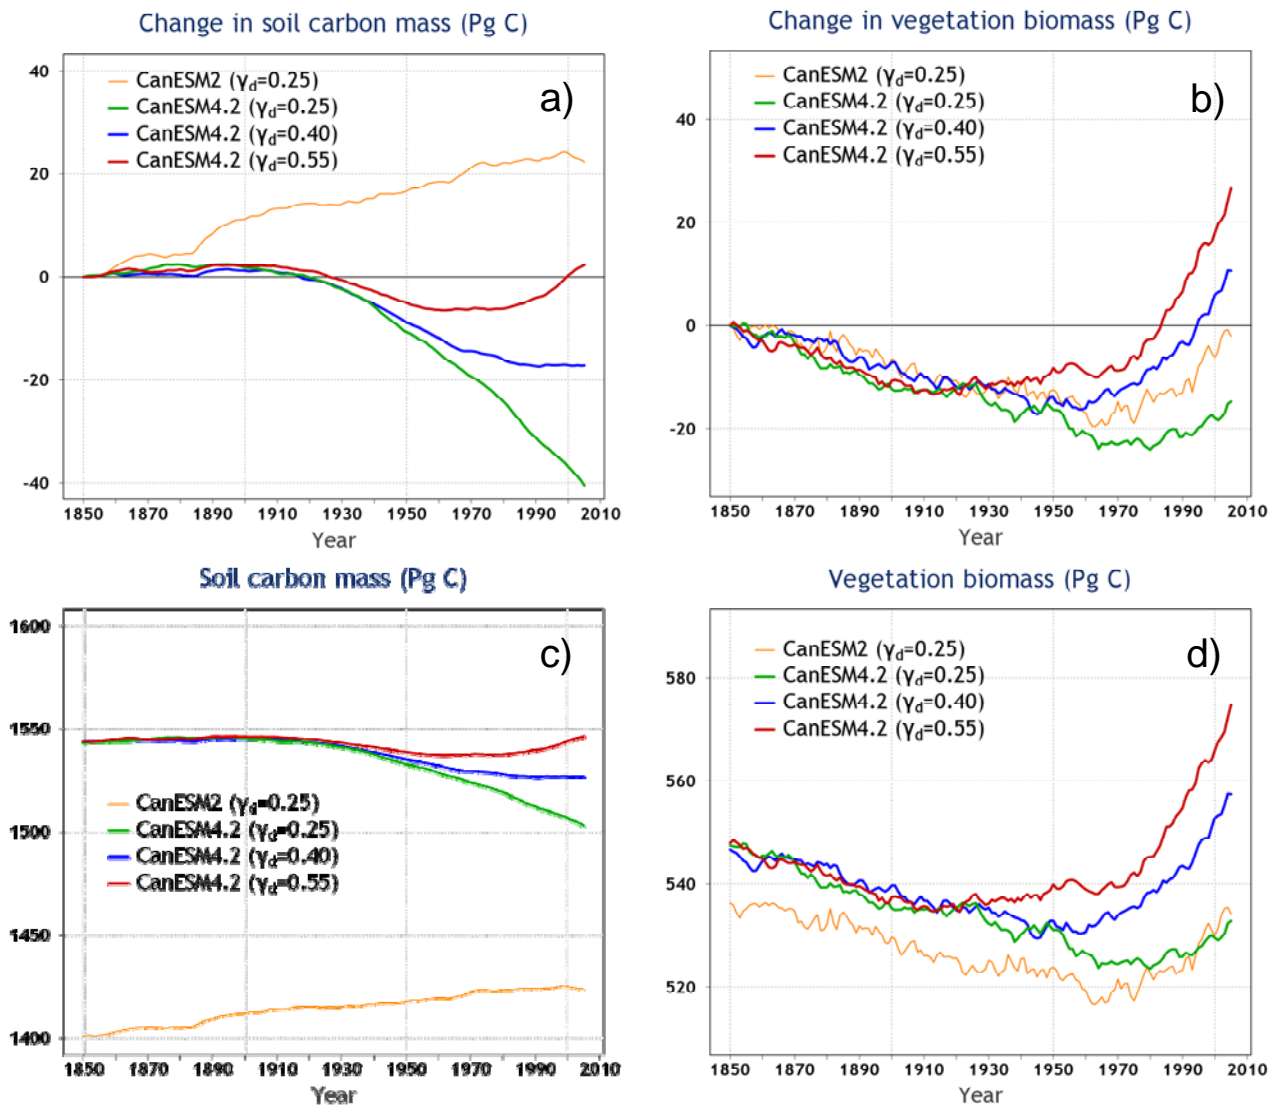 Change in soil carbon mass (Pg C)
40
20
0
-20
-40
CanESM2 (γd=0.25)
CanESM4.2 (γd=0.25)
CanESM4.2 (γd=0.40)
CanESM4.2 (γd=0.55)
a)
1850 1870 1890 1910 1930 1950 1970 1990 2010
Year
Change in vegetation biomass (Pg C)
40
20
0
-20
CanESM2 (γd=0.25)
CanESM4.2 (γd=0.25)
CanESM4.2 (γd=0.40)
CanESM4.2 (γd=0.55)
b)
1850 1870 1890 1910 1930 1950 1970 1990 2010
Year
Soil carbon mass (Pg C)
1600
1550
1500
1450
1400
c)
CanESM2 (γd=0.25)
CanESM4.2 (γd=0.25)
CanESM4.2 (γd=0.40)
CanESM4.2 (γd=0.55)
1850 1870 1890 1910 1930 1950 1970 1990 2010
Year
Vegetation biomass (Pg C)
580
560
540
520
CanESM2 (γd=0.25)
CanESM4.2 (γd=0.25)
CanESM4.2 (γd=0.40)
CanESM4.2 (γd=0.55)
d)
1850 1870 1890 1910 1930 1950 1970 1990 2010
Year